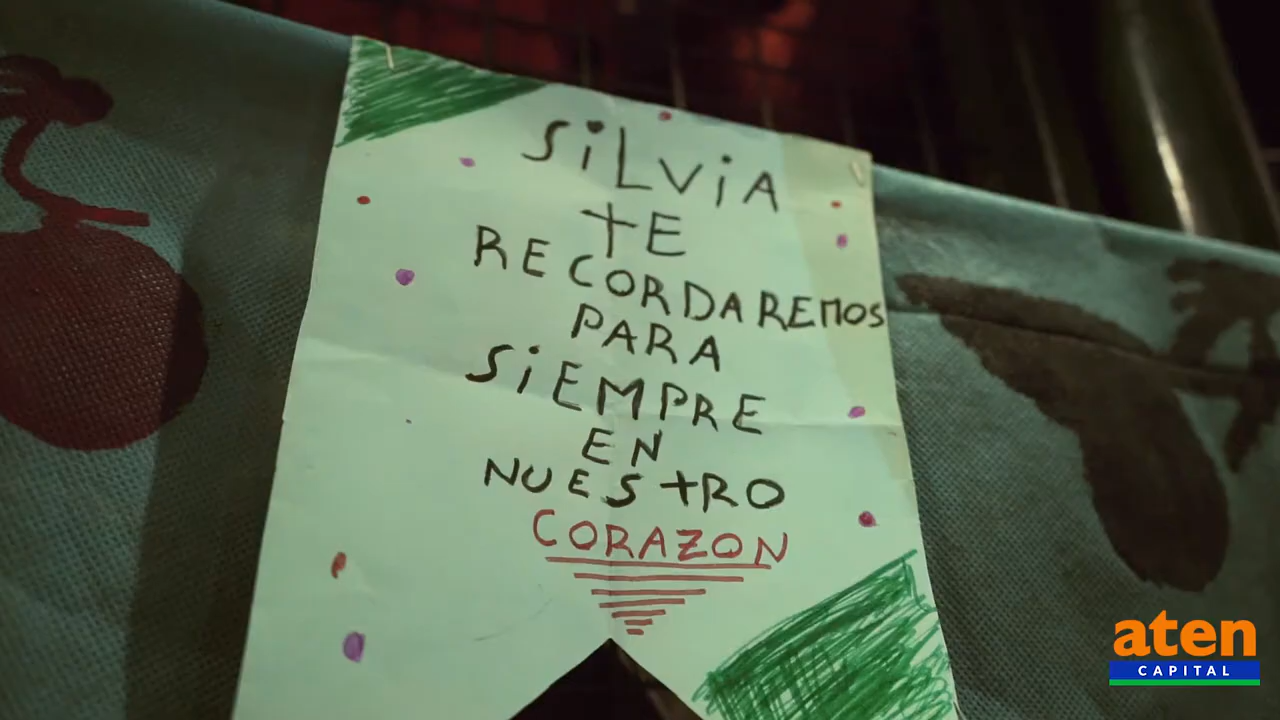 SiLViA
TE
RECORDAREMOS
PARA
SiEMPRE
EN
NUESTRO
CORAZON
aten
CAPITAL